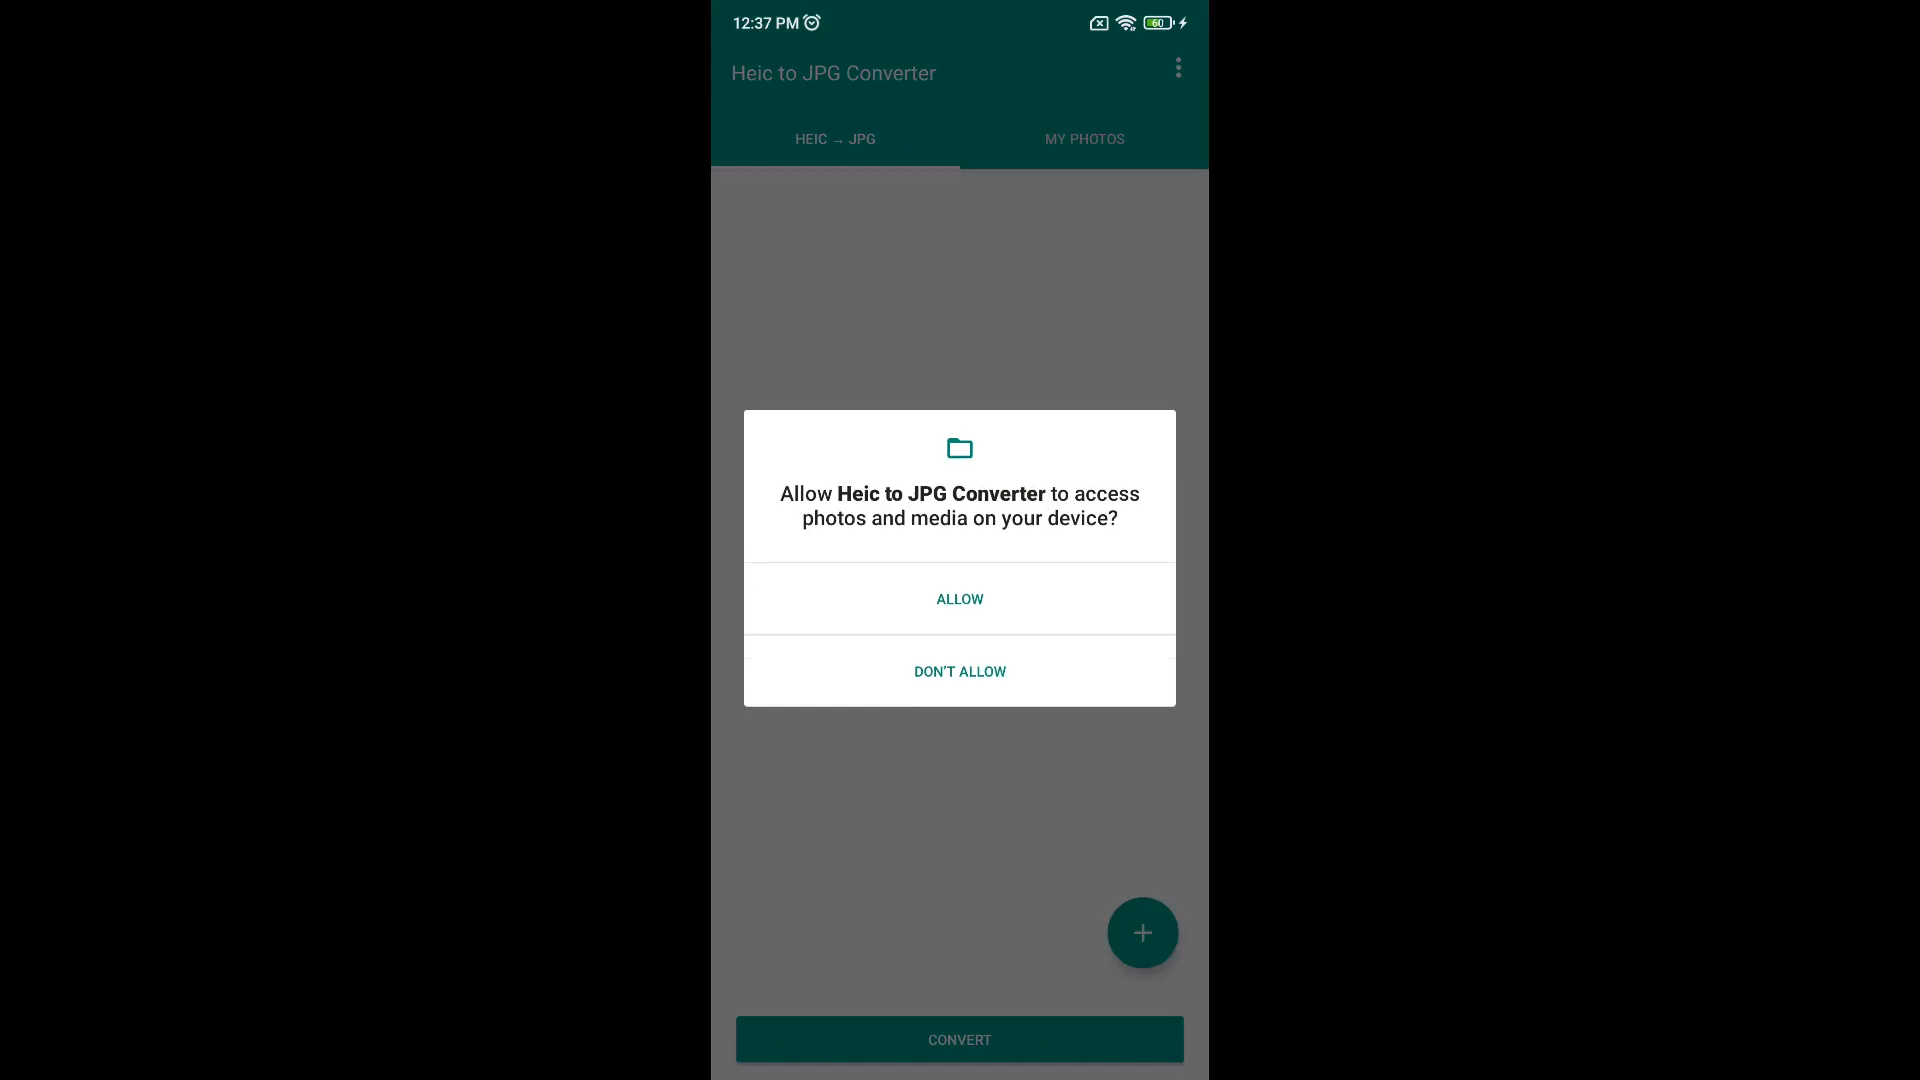 12:37 PM
60
Heic to JPG Converter
HEIC → JPG
MY PHOTOS
Allow Heic to JPG Converter to access
photos and media on your device?
ALLOW
DON'T ALLOW
CONVERT